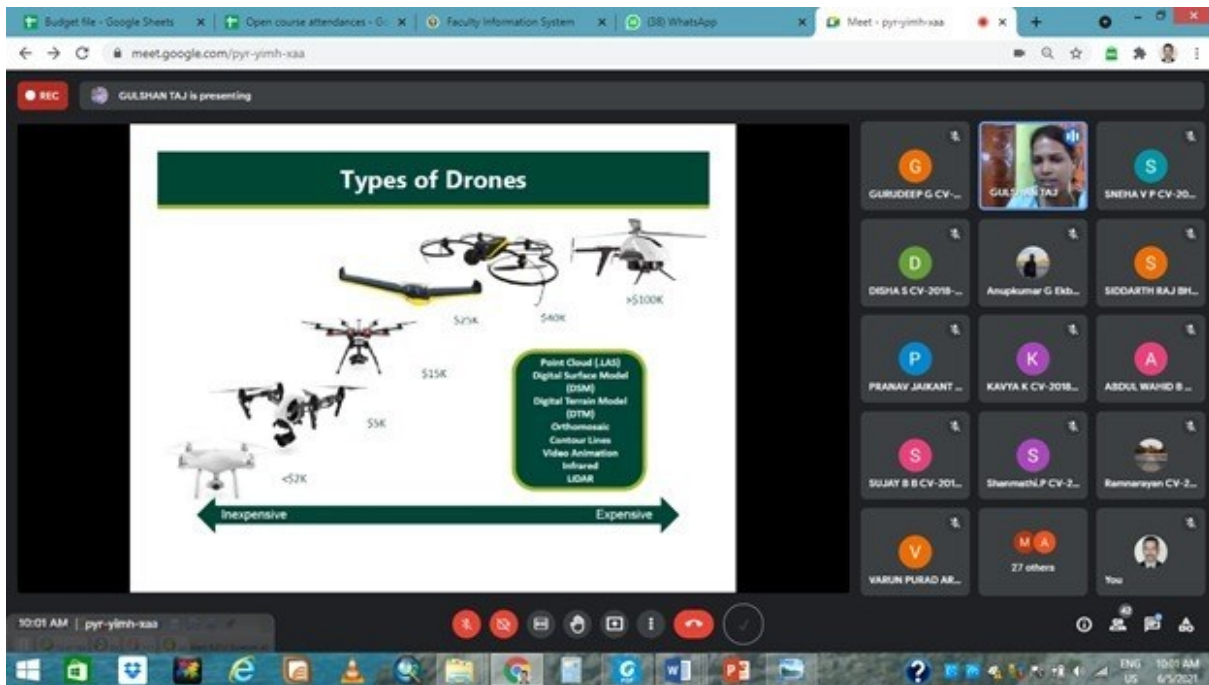 Budget file - Google Sheets
Open course attendances - G
Faculty Information System
(38) WhatsApp
Meet - pyr-yimh-xaa
meet.google.com/pyr-yimh-xaa
REC
GULSHAN TAJ is presenting
Types of Drones
>$100K
$40K
$25K
$15K
$5K
<$2K
Point Cloud (.LAS)
Digital Surface Model
(DSM)
Digital Terrain Model
(DTM)
Orthomosaic
Contour Lines
Video Animation
Infrared
LiDAR
Inexpensive
Expensive
G
GURUDEEP G CV-...
GULSHAN TAJ
S
SNEHA V P CV-20...
D
DISHA S CV-2018-...
Anupkumar G Ekb...
S
SIDDARTH RAJ BH...
P
PRANAV JAIKANT ...
K
KAVYA K CV-2018...
A
ABDUL WAHID B ...
S
SUJAY B B CV-201...
S
Shanmathi.P CV-2...
Ramnarayan CV-2...
V
VARUN PURAD AR...
M A
27 others
You
10:01 AM | pyr-yimh-xaa
ENG
US
10:01 AM
6/5/2021